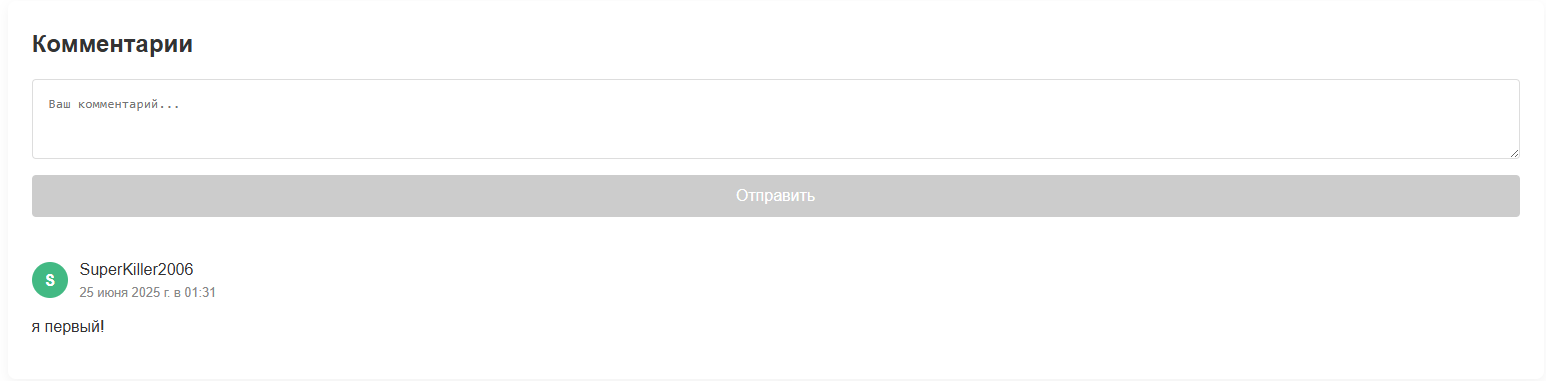 Комментарии
Ваш комментарий...
Отправить
S
SuperKiller2006
25 июня 2025 г. в 01:31
я первый!